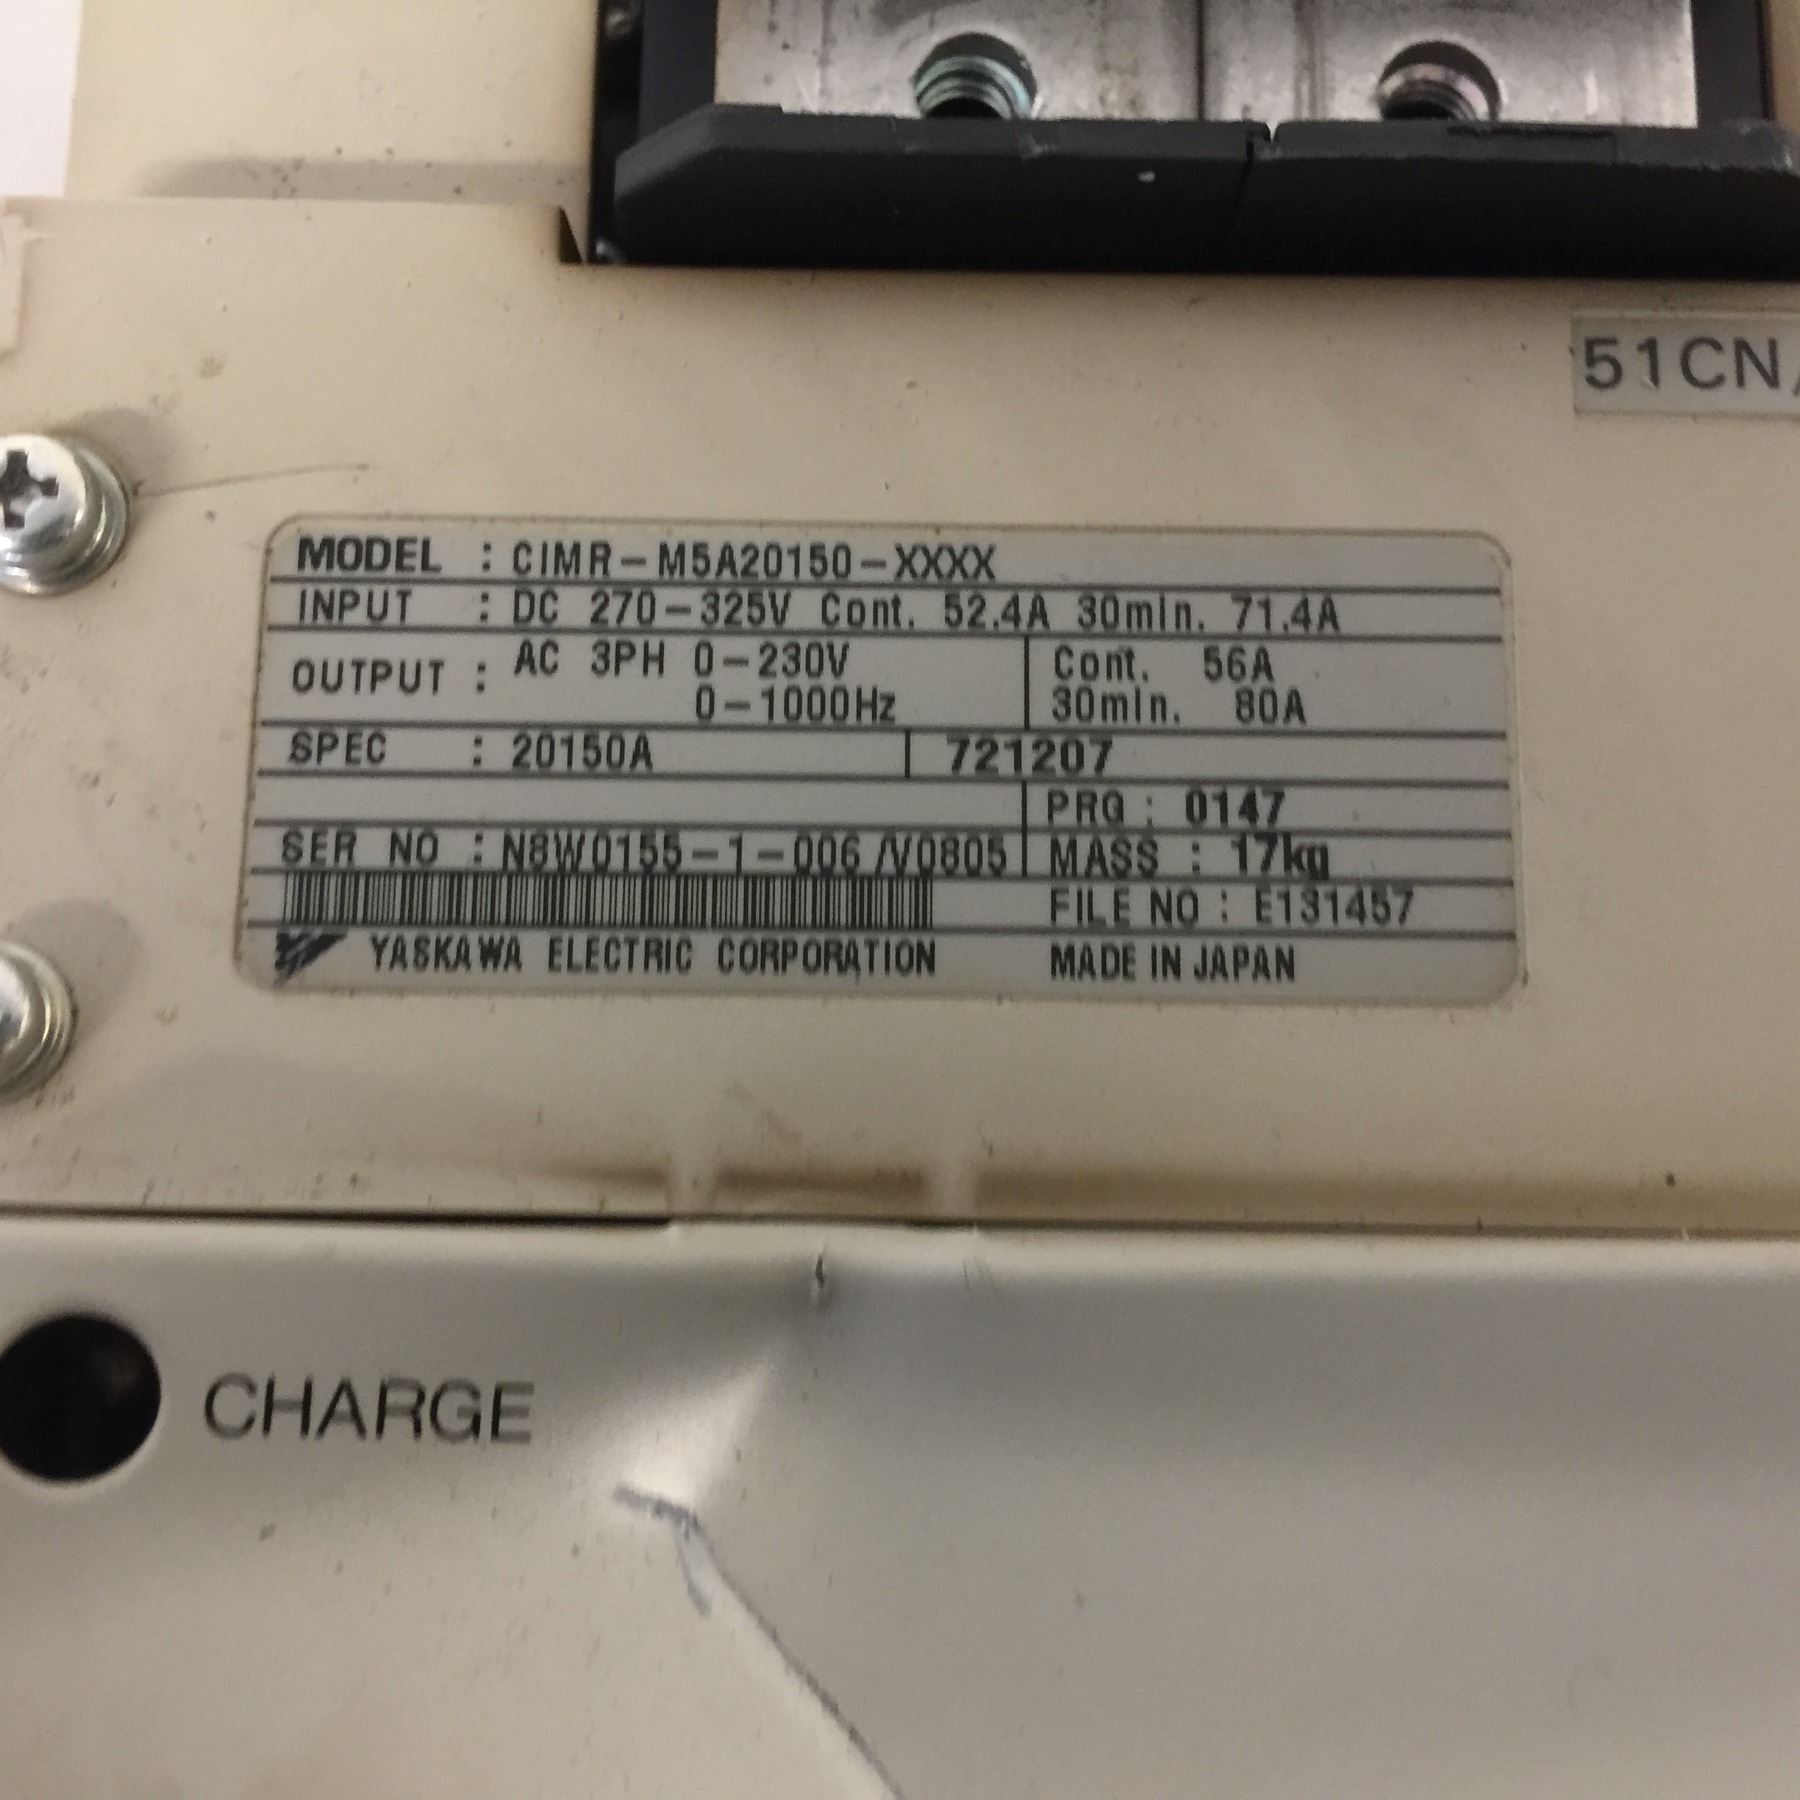 51CN
MODEL : CIMR-M5A20150-XXXX
INPUT : DC 270-325V Cont. 52.4A 30min. 71.4A
OUTPUT : AC 3PH 0-230V Cont. 56A
0-1000Hz 30min. 80A
SPEC : 20150A 721207
PRG : 0147
SER NO : N8W0155-1-006 /V0805 MASS : 17kg
FILE NO : E131457
YASKAWA ELECTRIC CORPORATION MADE IN JAPAN
CHARGE